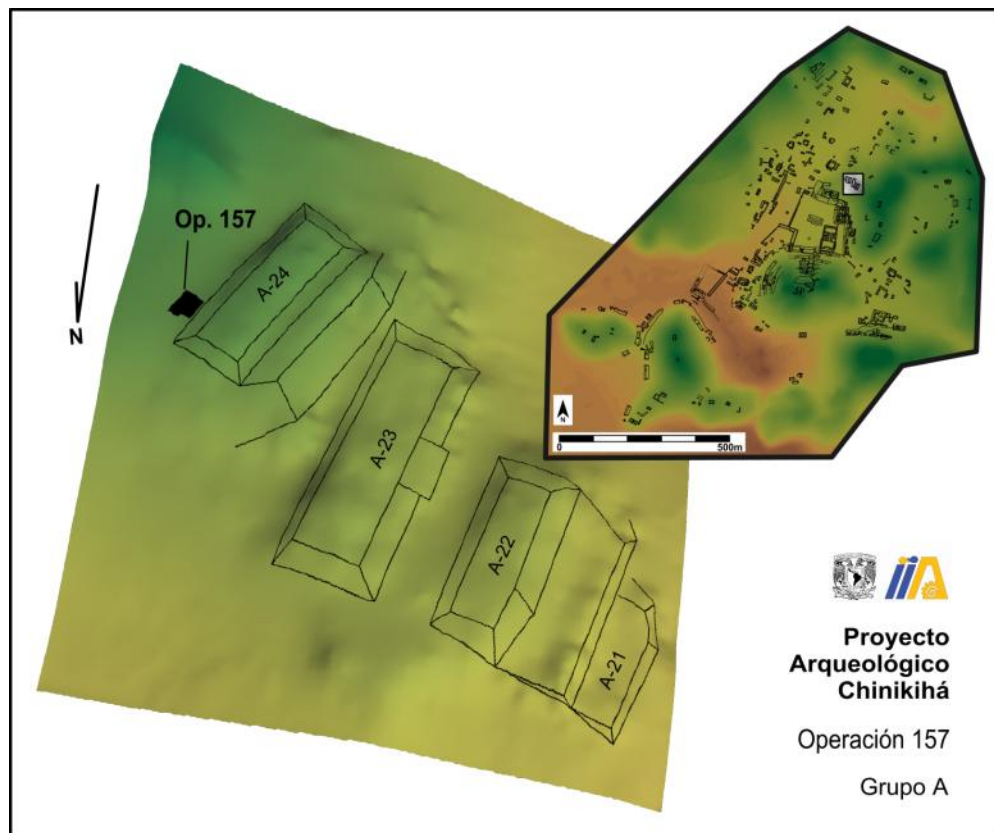 Op. 157
N
A-24
A-23
A-22
A-21
N
0
500m
Proyecto
Arqueológico
Chinikihá
Operación 157
Grupo A